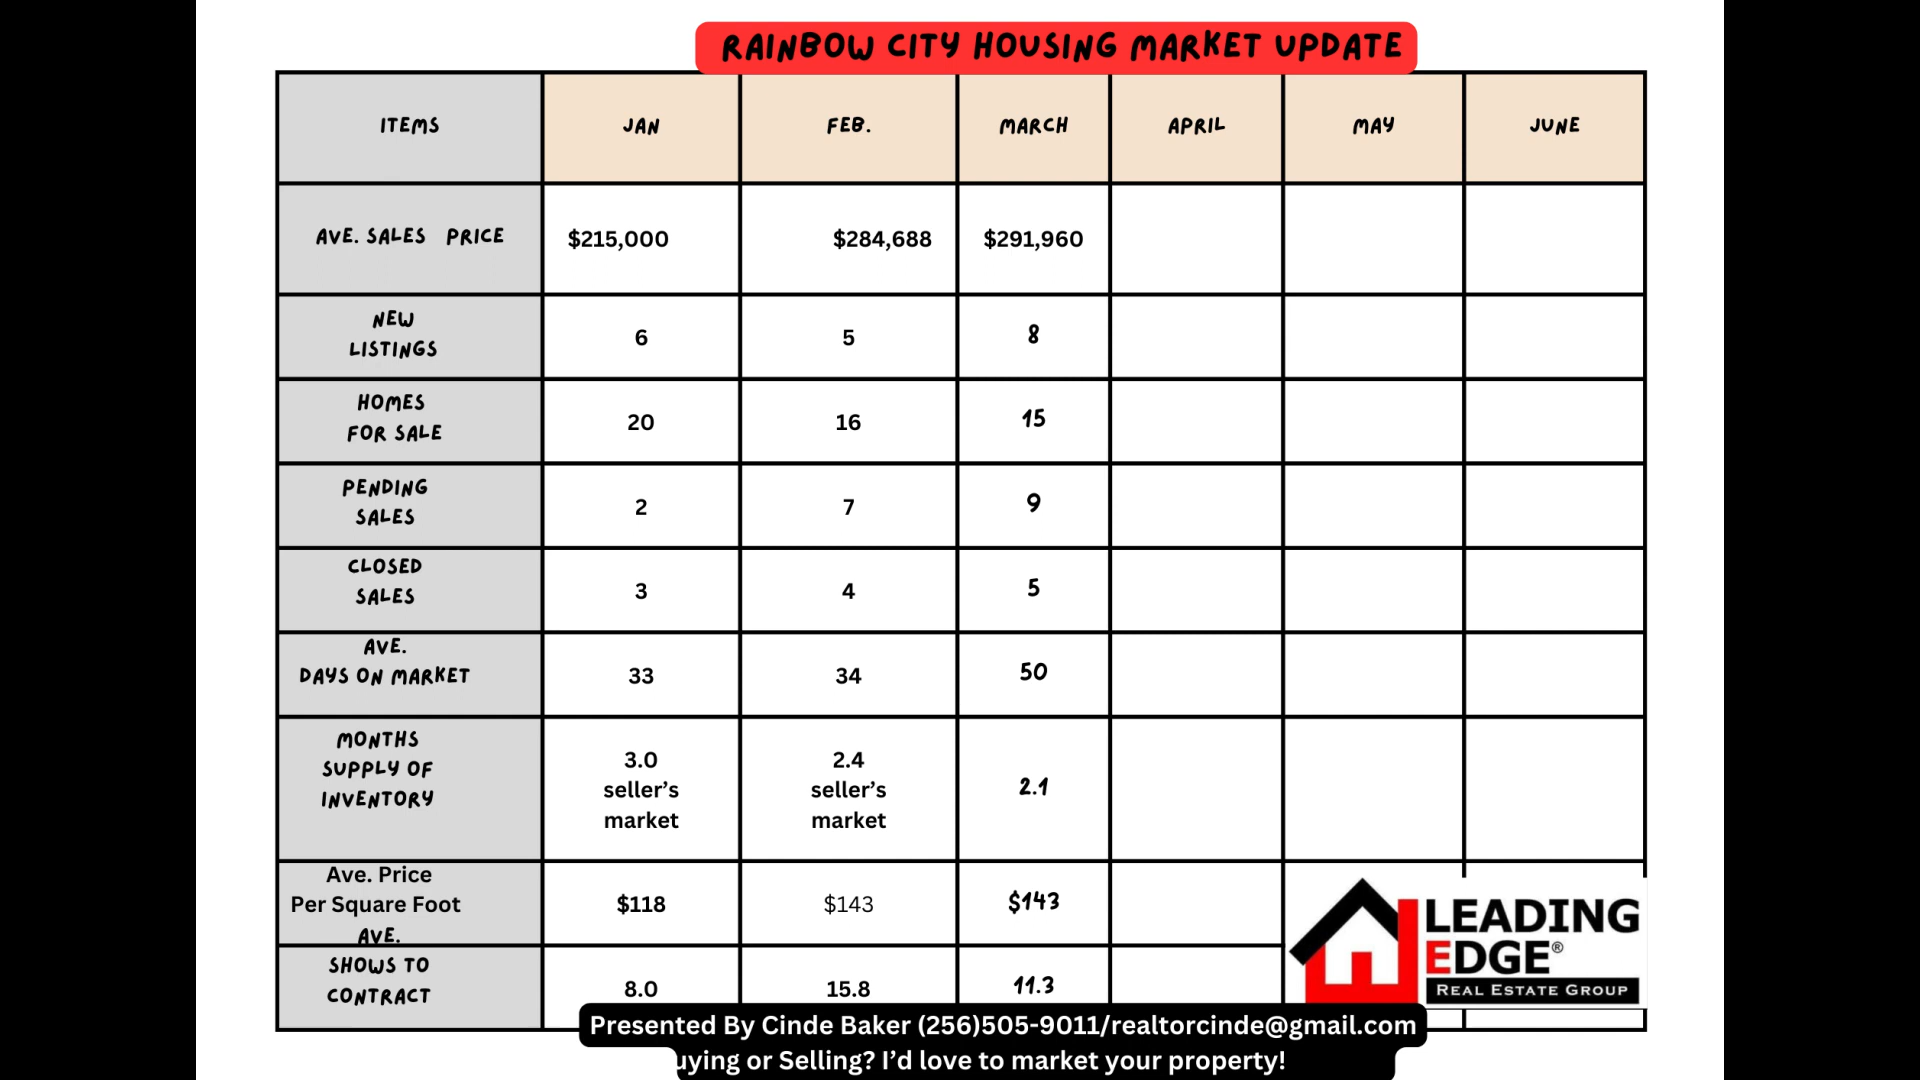 RAINBOW CITY HOUSING MARKET UPDATE
ITEMS JAN FEB. MARCH APRIL MAY JUNE
AVE. SALES PRICE $215,000 $284,688 $291,960
NEW
LISTINGS 6 5 8
HOMES
FOR SALE 20 16 15
PENDING
SALES 2 7 9
CLOSED
SALES 3 4 5
AVE.
DAYS ON MARKET 33 34 50
MONTHS
SUPPLY OF
INVENTORY
3.0
seller’s
market
2.4
seller’s
market
2.1
Ave. Price
Per Square Foot $118 $143 $143
AVE.
SHOWS TO
CONTRACT 8.0 15.8 11.3
LEADING
EDGE®
REAL ESTATE GROUP
Presented By Cinde Baker (256)505-9011/realtorcinde@gmail.com
uying or Selling? I’d love to market your property!